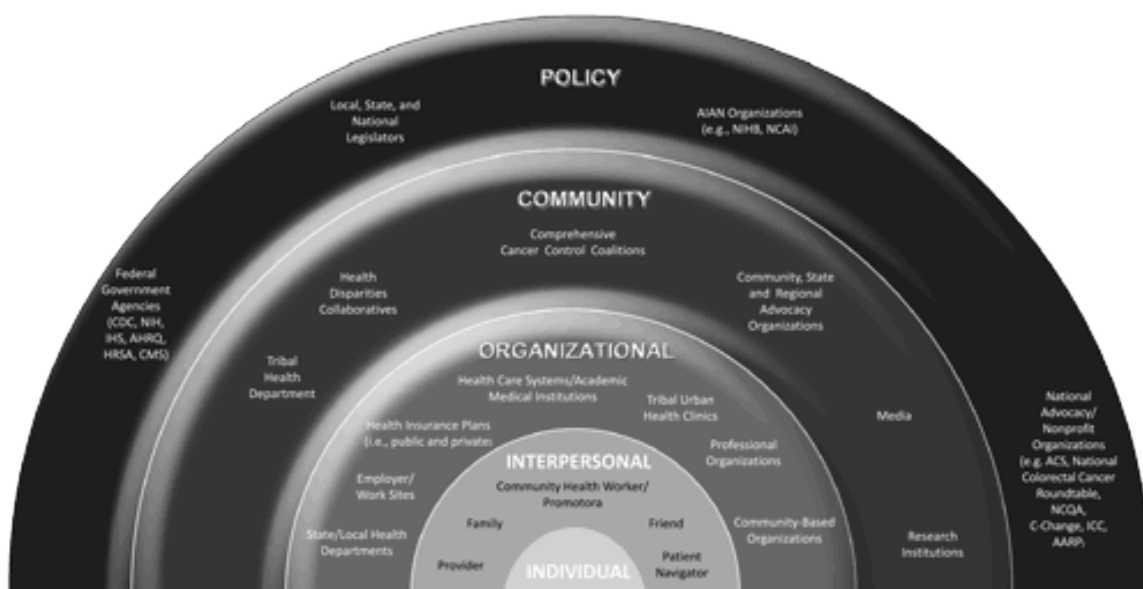 POLICY
Local, State, and
National
Legislators
AIAN Organizations
(e.g., NIHB, NCAI)
Federal
Government
Agencies
(CDC, NIH,
IHS, AHRQ,
HRSA, CMS)
National
Advocacy/
Nonprofit
Organizations
(e.g. ACS, National
Colorectal Cancer
Roundtable,
NCQA,
C-Change, ICC,
AARP)
COMMUNITY
Comprehensive
Cancer Control Coalitions
Health
Disparities
Collaboratives
Community, State
and Regional
Advocacy
Organizations
Tribal
Health
Department
Media
Research
Institutions
ORGANIZATIONAL
Health Care Systems/Academic
Medical Institutions
Tribal Urban
Health Clinics
Health Insurance Plans
(i.e., public and private)
Professional
Organizations
Employer/
Work Sites
State/Local Health
Departments
Community-Based
Organizations
INTERPERSONAL
Community Health Worker/
Promotora
Family
Friend
Provider
Patient
Navigator
INDIVIDUAL